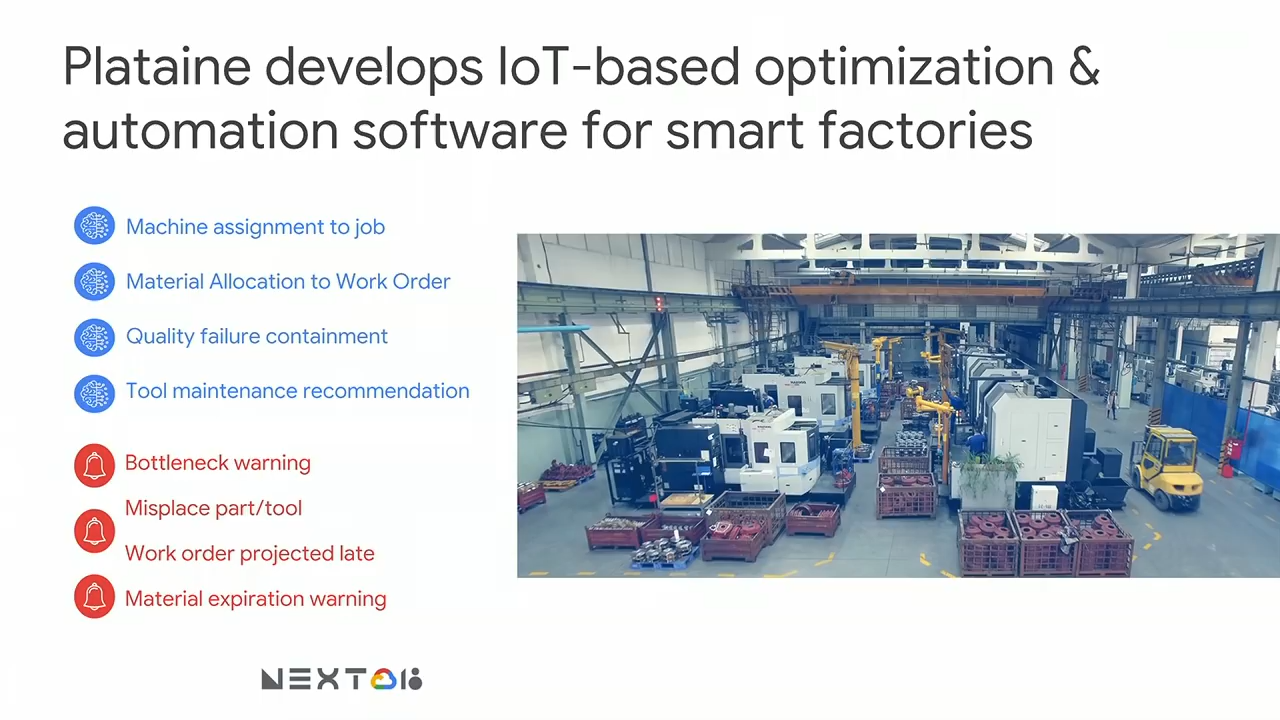 Plataine develops IoT-based optimization &
automation software for smart factories
Machine assignment to job
Material Allocation to Work Order
Quality failure containment
Tool maintenance recommendation
Bottleneck warning
Misplace part/tool
Work order projected late
Material expiration warning
NEXT 18